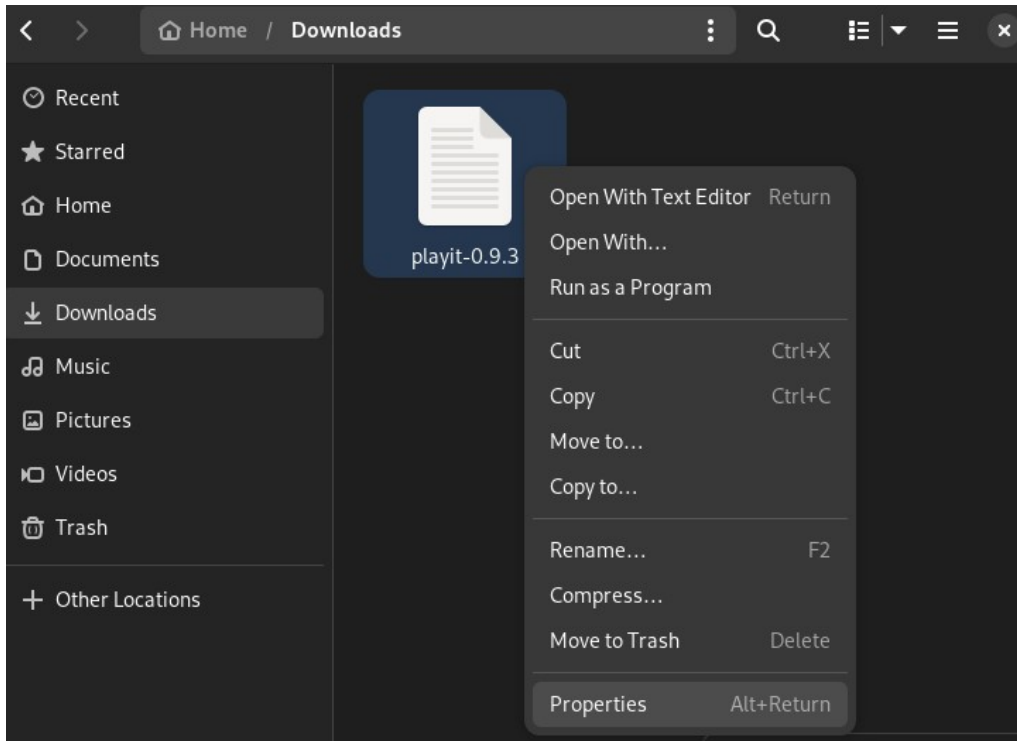 Home / Downloads
Recent
Starred
Home
Documents
Downloads
Music
Pictures
Videos
Trash
Other Locations
playit-0.9.3
Open With Text Editor Return
Open With...
Run as a Program
Cut Ctrl+X
Copy Ctrl+C
Move to...
Copy to...
Rename... F2
Compress...
Move to Trash Delete
Properties Alt+Return